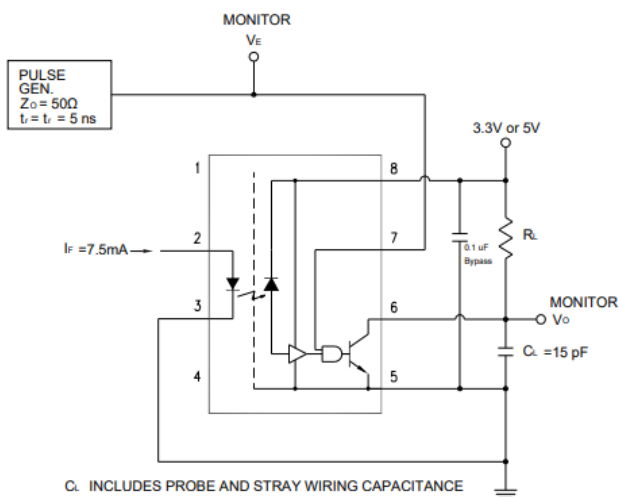 MONITOR
VE
PULSE
GEN.
Zo = 50Ω
tr = tr = 5 ns
3.3V or 5V
1
8
2
7
IF =7.5mA
0.1 uF
Bypass
RL
3
6
MONITOR
VO
4
5
CL =15 pF
CL INCLUDES PROBE AND STRAY WIRING CAPACITANCE